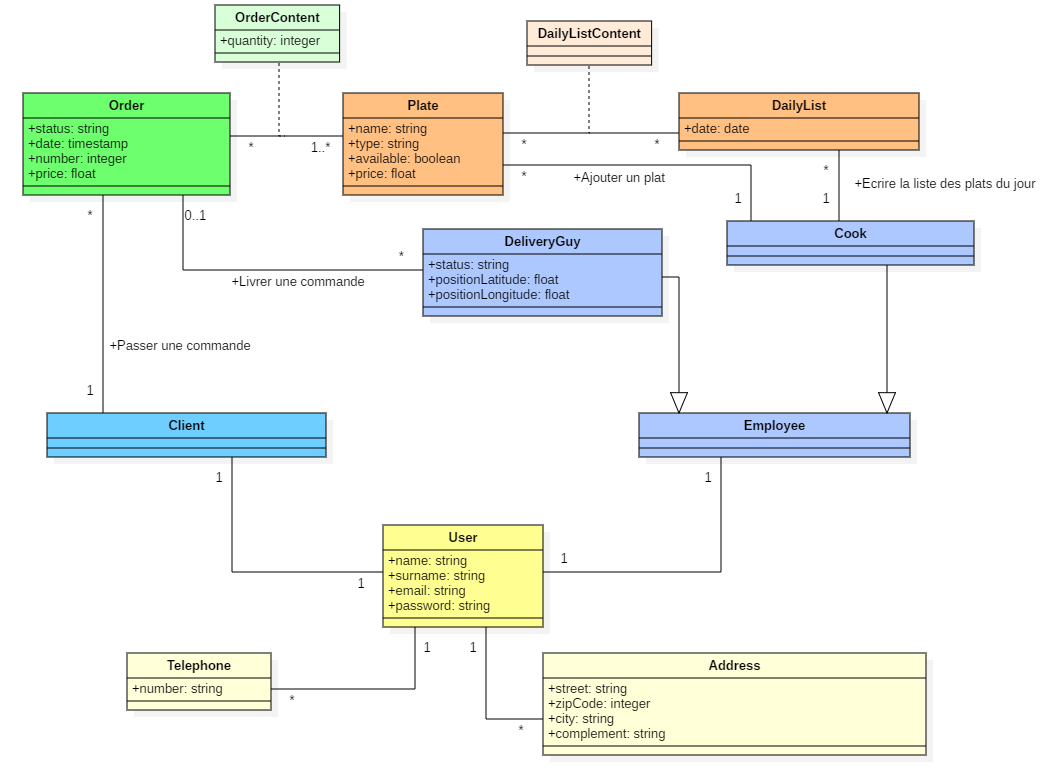 OrderContent
+quantity: integer
DailyListContent
Order
+status: string
+date: timestamp
+number: integer
+price: float
*
1..*
Plate
+name: string
+type: string
+available: boolean
+price: float
*
*
DailyList
+date: date
*
+Ajouter un plat
1
*
1
+Ecrire la liste des plats du jour
Cook
*
0..1
*
+Livrer une commande
DeliveryGuy
+status: string
+positionLatitude: float
+positionLongitude: float
+Passer une commande
1
Client
Employee
1
1
1
1
User
+name: string
+surname: string
+email: string
+password: string
1
1
Telephone
+number: string
*
*
Address
+street: string
+zipCode: integer
+city: string
+complement: string